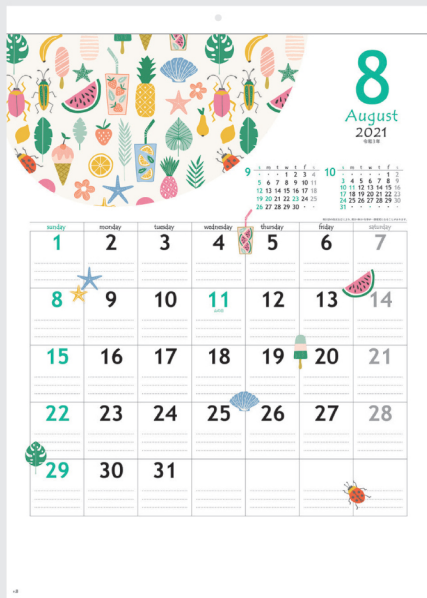 8
August
2021
令和3年
9 s m t w t f s
1 2 3 4
5 6 7 8 9 10 11
12 13 14 15 16 17 18
19 20 21 22 23 24 25
26 27 28 29 30
10 s m t w t f s
1 2
3 4 5 6 7 8 9
10 11 12 13 14 15 16
17 18 19 20 21 22 23
24 25 26 27 28 29 30
31
sunday monday tuesday wednesday thursday friday saturday
1 2 3 4 5 6 7
8 9 10 11 12 13 14
15 16 17 18 19 20 21
22 23 24 25 26 27 28
29 30 31